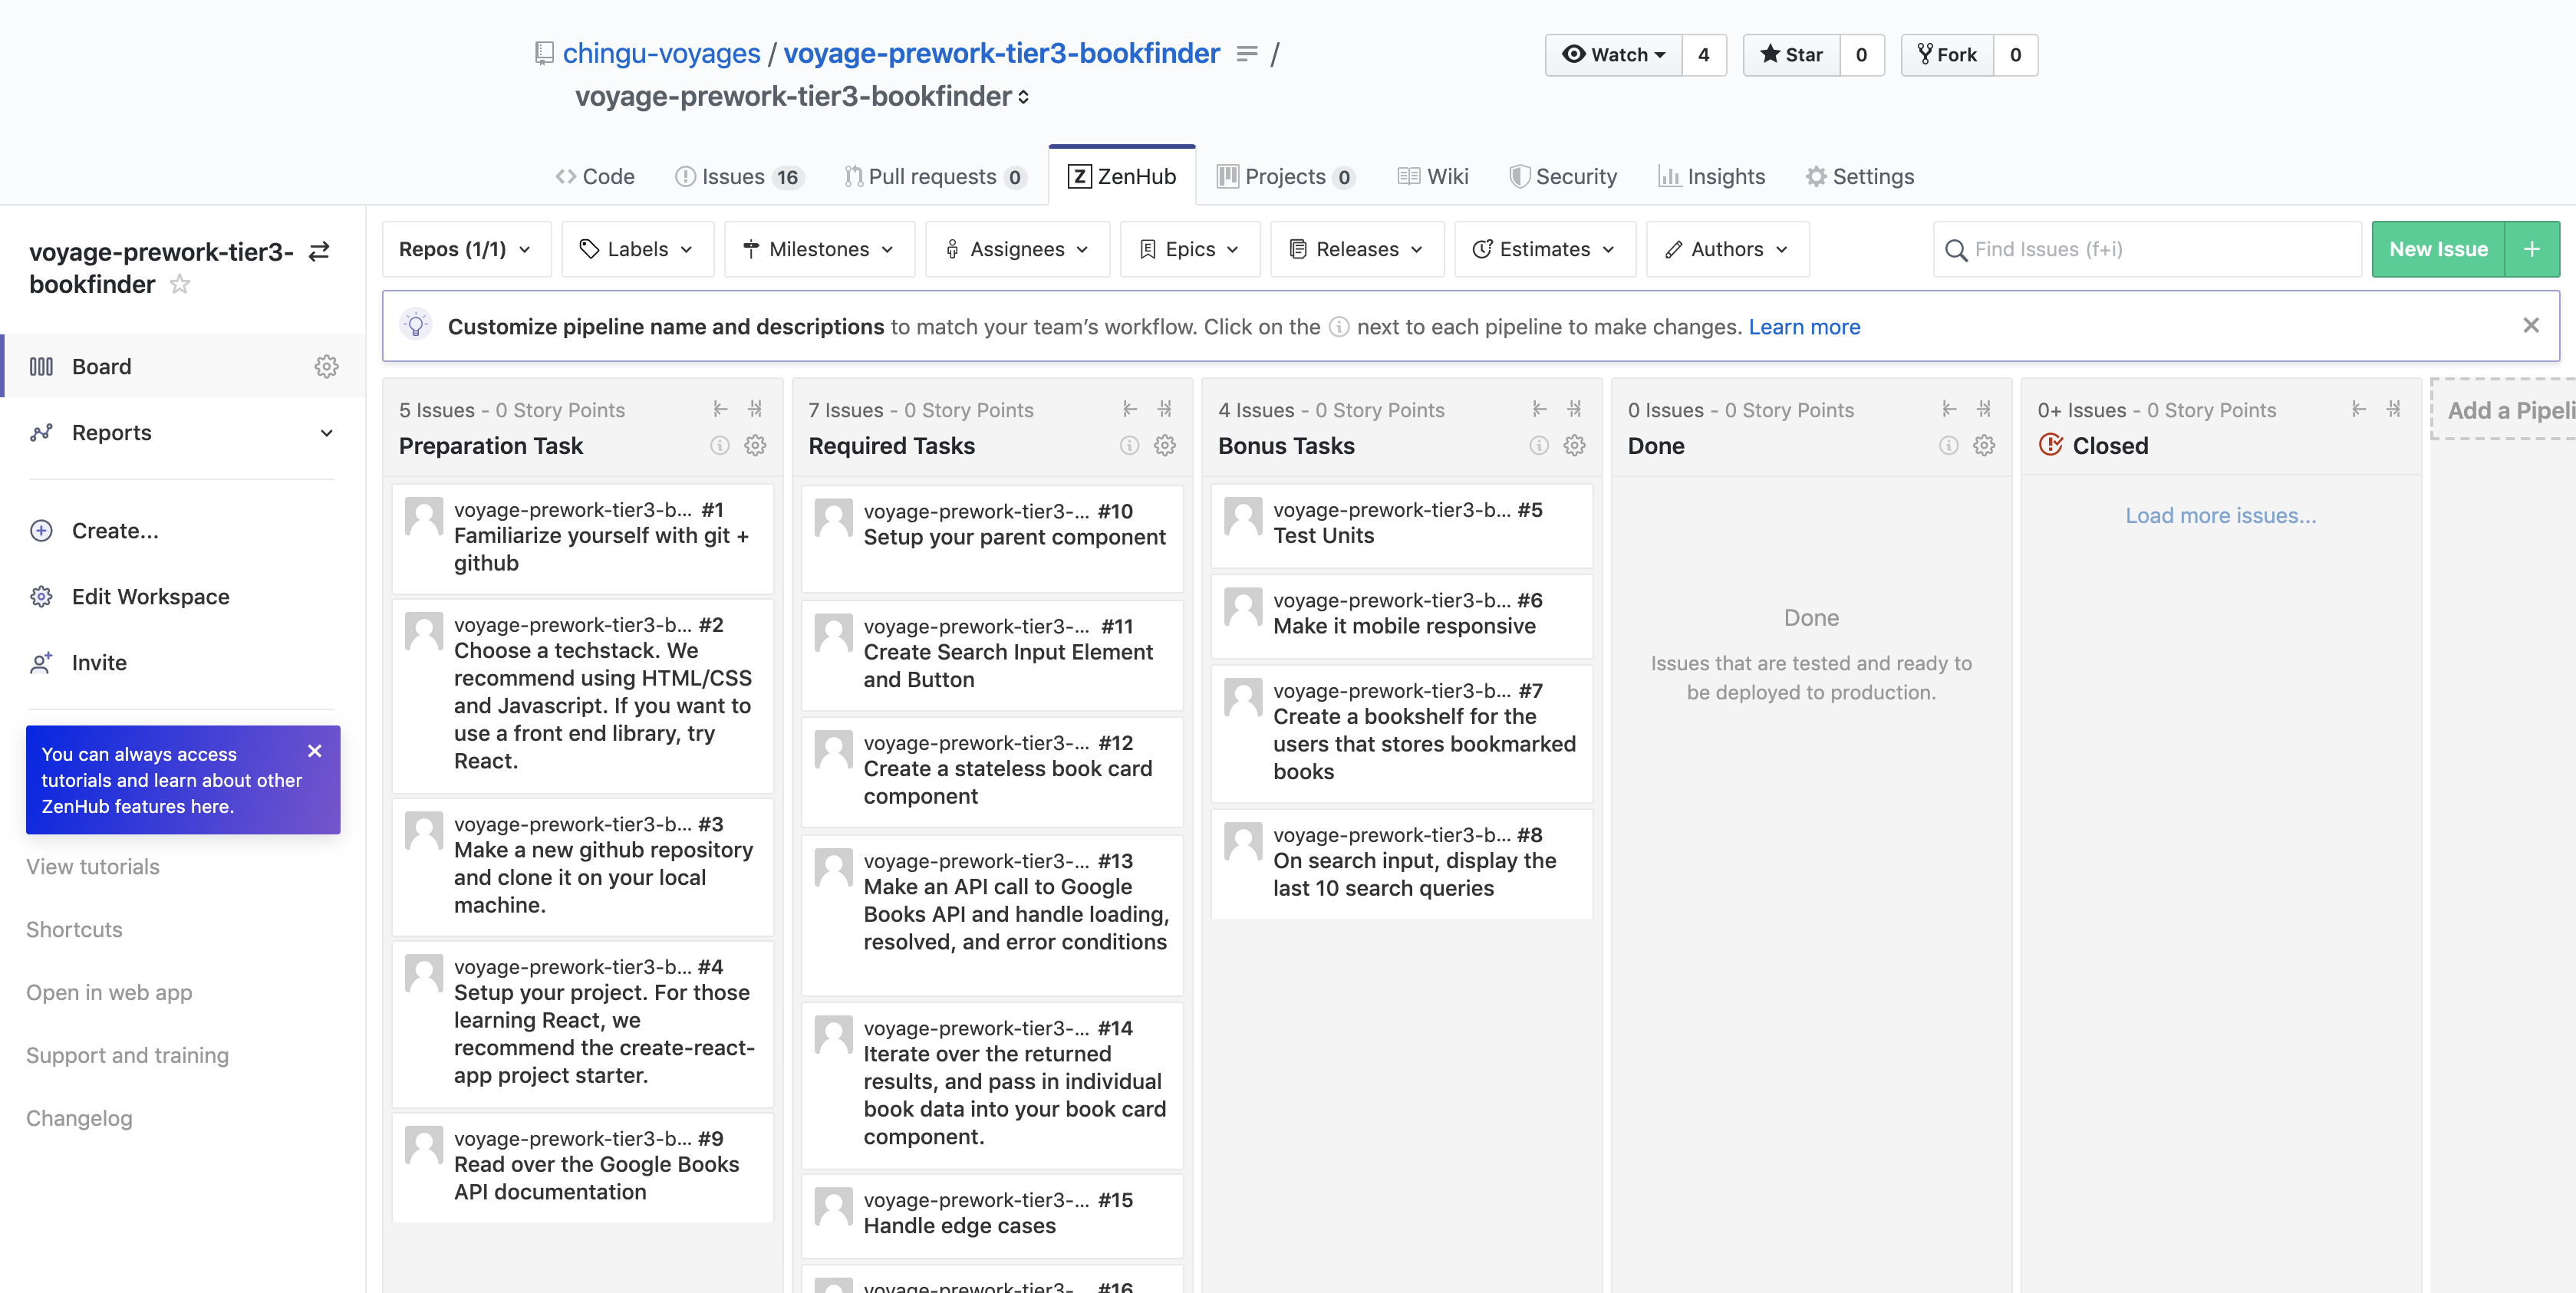 chingu-voyages / voyage-prework-tier3-bookfinder /
voyage-prework-tier3-bookfinder
Watch 4
Star 0
Fork 0
Code
Issues 16
Pull requests 0
Z ZenHub
Projects 0
Wiki
Security
Insights
Settings
voyage-prework-tier3-
bookfinder
Board
Reports
Create...
Edit Workspace
Invite
You can always access
tutorials and learn about other
ZenHub features here.
View tutorials
Shortcuts
Open in web app
Support and training
Changelog
Repos (1/1)
Labels
Milestones
Assignees
Epics
Releases
Estimates
Authors
Find Issues (f+i)
New Issue +
Customize pipeline name and descriptions to match your team’s workflow. Click on the next to each pipeline to make changes. Learn more
5 Issues - 0 Story Points
Preparation Task
voyage-prework-tier3-b... #1
Familiarize yourself with git +
github
voyage-prework-tier3-b... #2
Choose a techstack. We
recommend using HTML/CSS
and Javascript. If you want to
use a front end library, try
React.
voyage-prework-tier3-b... #3
Make a new github repository
and clone it on your local
machine.
voyage-prework-tier3-b... #4
Setup your project. For those
learning React, we
recommend the create-react-
app project starter.
voyage-prework-tier3-b... #9
Read over the Google Books
API documentation
7 Issues - 0 Story Points
Required Tasks
voyage-prework-tier3-... #10
Setup your parent component
voyage-prework-tier3-... #11
Create Search Input Element
and Button
voyage-prework-tier3-... #12
Create a stateless book card
component
voyage-prework-tier3-... #13
Make an API call to Google
Books API and handle loading,
resolved, and error conditions
voyage-prework-tier3-... #14
Iterate over the returned
results, and pass in individual
book data into your book card
component.
voyage-prework-tier3-... #15
Handle edge cases
voyage-prework-tier3-... #16
4 Issues - 0 Story Points
Bonus Tasks
voyage-prework-tier3-b... #5
Test Units
voyage-prework-tier3-b... #6
Make it mobile responsive
voyage-prework-tier3-b... #7
Create a bookshelf for the
users that stores bookmarked
books
voyage-prework-tier3-b... #8
On search input, display the
last 10 search queries
0 Issues - 0 Story Points
Done
Done
Issues that are tested and ready to
be deployed to production.
0+ Issues - 0 Story Points
Closed
Load more issues...
Add a Pipeli